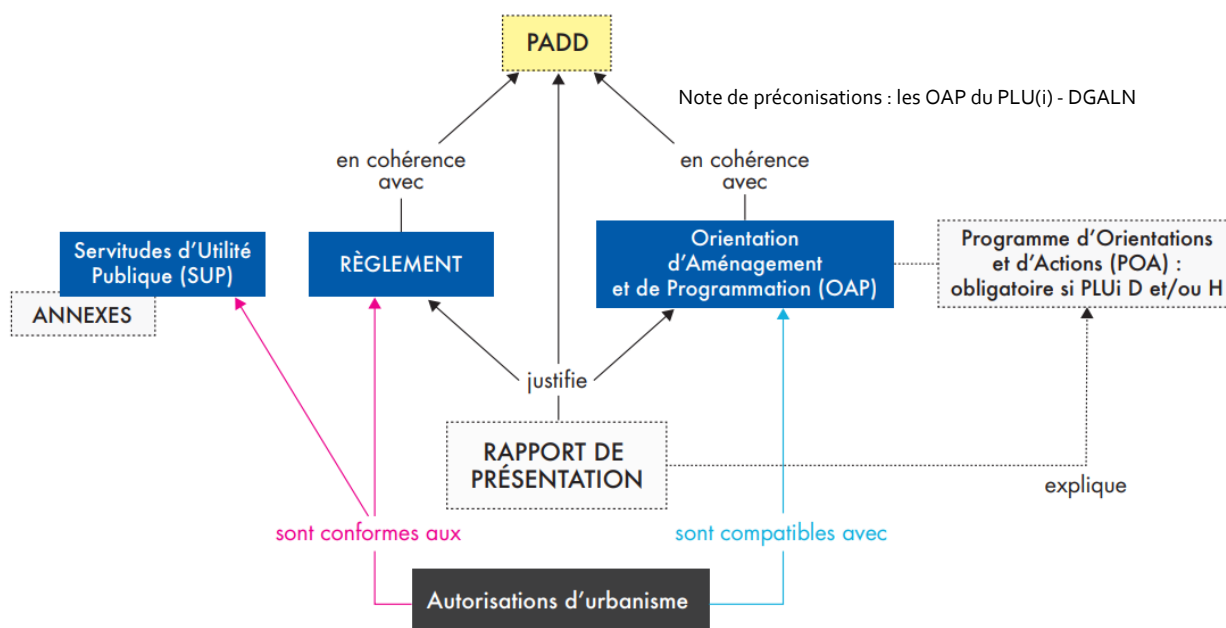 PADD
Note de préconisations : les OAP du PLU(i) - DGALN
en cohérence
avec
en cohérence
avec
Servitudes d'Utilité
Publique (SUP)
ANNEXES
RÈGLEMENT
Orientation
d'Aménagement
et de Programmation (OAP)
Programme d'Orientations
et d'Actions (POA) :
obligatoire si PLUi D et/ou H
justifie
RAPPORT DE
PRÉSENTATION
explique
sont conformes aux
sont compatibles avec
Autorisations d'urbanisme